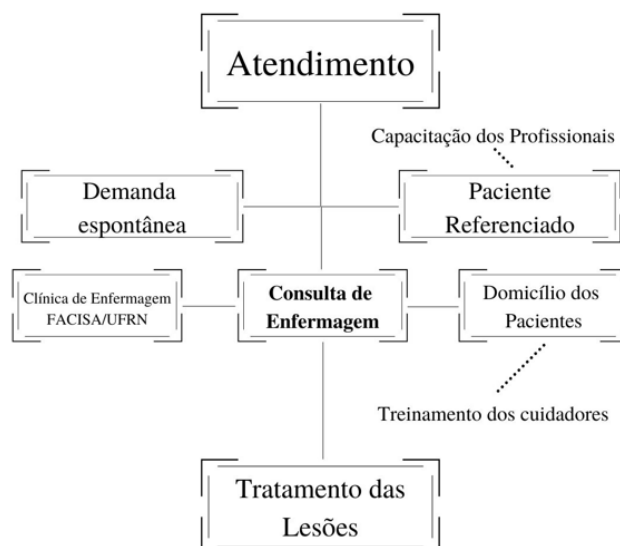 Atendimento
Capacitação dos Profissionais
Demanda
espontânea
Paciente
Referenciado
Clínica de Enfermagem
FACISA/UFRN
Consulta de
Enfermagem
Domicílio dos
Pacientes
Treinamento dos cuidadores
Tratamento das
Lesões